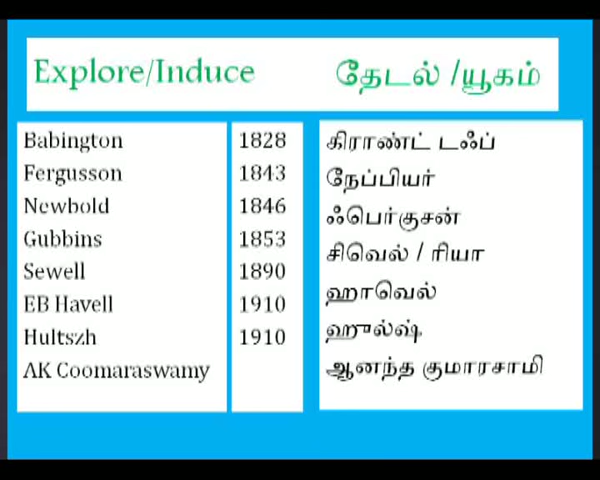 Explore/Induce தேடல் /யூகம்
Babington 1828
Fergusson 1843
Newbold 1846
Gubbins 1853
Sewell 1890
EB Havell 1910
Hultszh 1910
AK Coomaraswamy
கிராண்ட் டஃப்
நேப்பியர்
ஃபெர்குசன்
சிவெல் / ரியா
ஹாவெல்
ஹுல்ஷ்
ஆனந்த குமாரசாமி